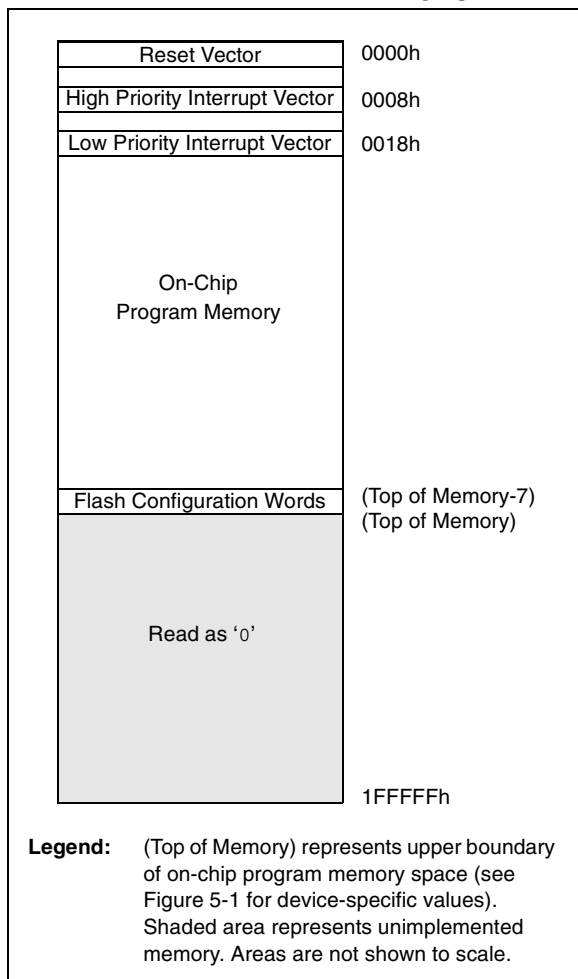 Reset Vector 0000h
High Priority Interrupt Vector 0008h
Low Priority Interrupt Vector 0018h
On-Chip
Program Memory
Flash Configuration Words (Top of Memory-7)
(Top of Memory)
Read as ‘0’
1FFFFFh
Legend: (Top of Memory) represents upper boundary
of on-chip program memory space (see
Figure 5-1 for device-specific values).
Shaded area represents unimplemented
memory. Areas are not shown to scale.